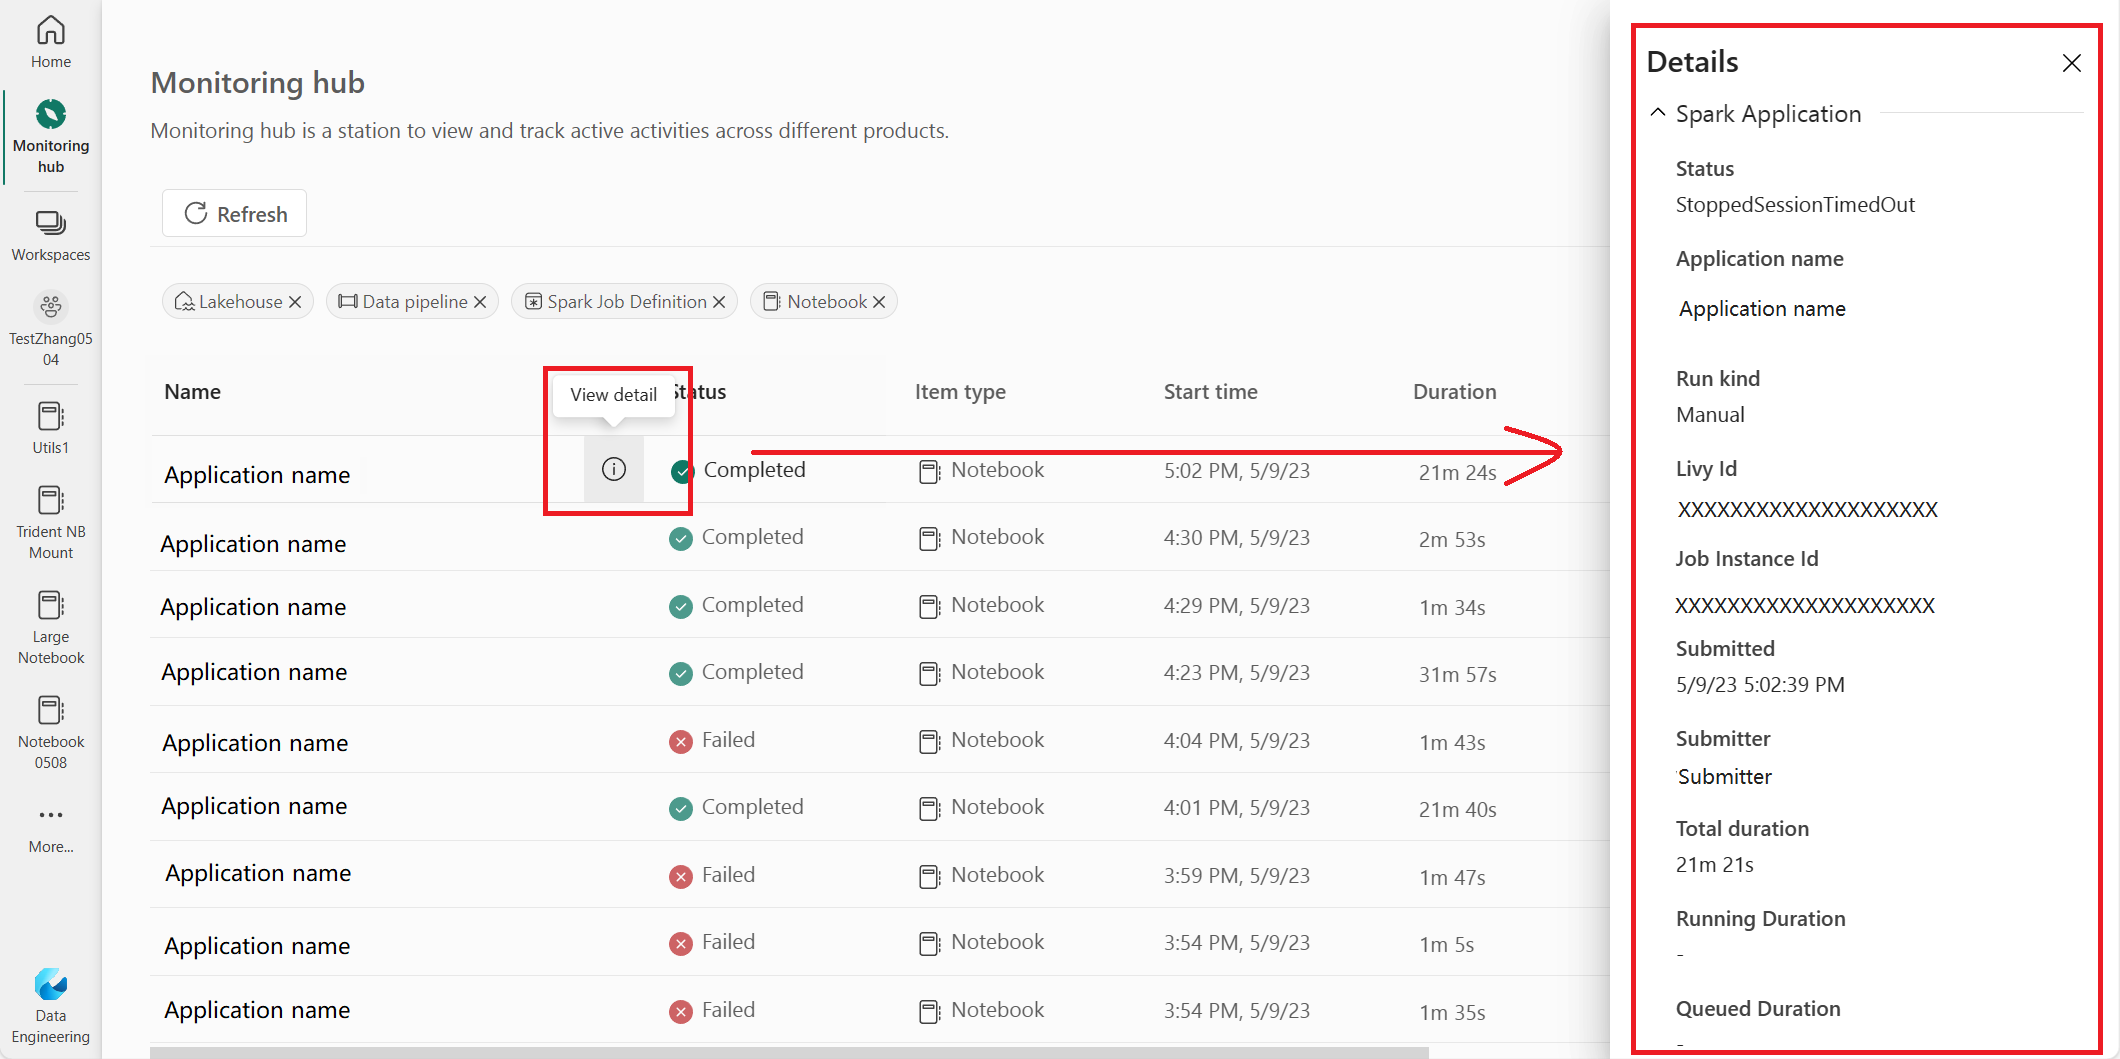 Home
Monitoring
hub
Workspaces
TestZhang05
04
Utils1
Trident NB
Mount
Large
Notebook
Notebook
0508
More...
Data
Engineering
Monitoring hub
Monitoring hub is a station to view and track active activities across different products.
Refresh
Lakehouse Data pipeline Spark Job Definition Notebook
View detail
Name Status Item type Start time Duration
Application name Completed Notebook 5:02 PM, 5/9/23 21m 24s
Application name Completed Notebook 4:30 PM, 5/9/23 2m 53s
Application name Completed Notebook 4:29 PM, 5/9/23 1m 34s
Application name Completed Notebook 4:23 PM, 5/9/23 31m 57s
Application name Failed Notebook 4:04 PM, 5/9/23 1m 43s
Application name Completed Notebook 4:01 PM, 5/9/23 21m 40s
Application name Failed Notebook 3:59 PM, 5/9/23 1m 47s
Application name Failed Notebook 3:54 PM, 5/9/23 1m 5s
Application name Failed Notebook 3:54 PM, 5/9/23 1m 35s
Details
Spark Application
Status
StoppedSessionTimedOut
Application name
Application name
Run kind
Manual
Livy Id
XXXXXXXXXXXXXXXXXXXX
Job Instance Id
XXXXXXXXXXXXXXXXXXXX
Submitted
5/9/23 5:02:39 PM
Submitter
Submitter
Total duration
21m 21s
Running Duration
-
Queued Duration
-